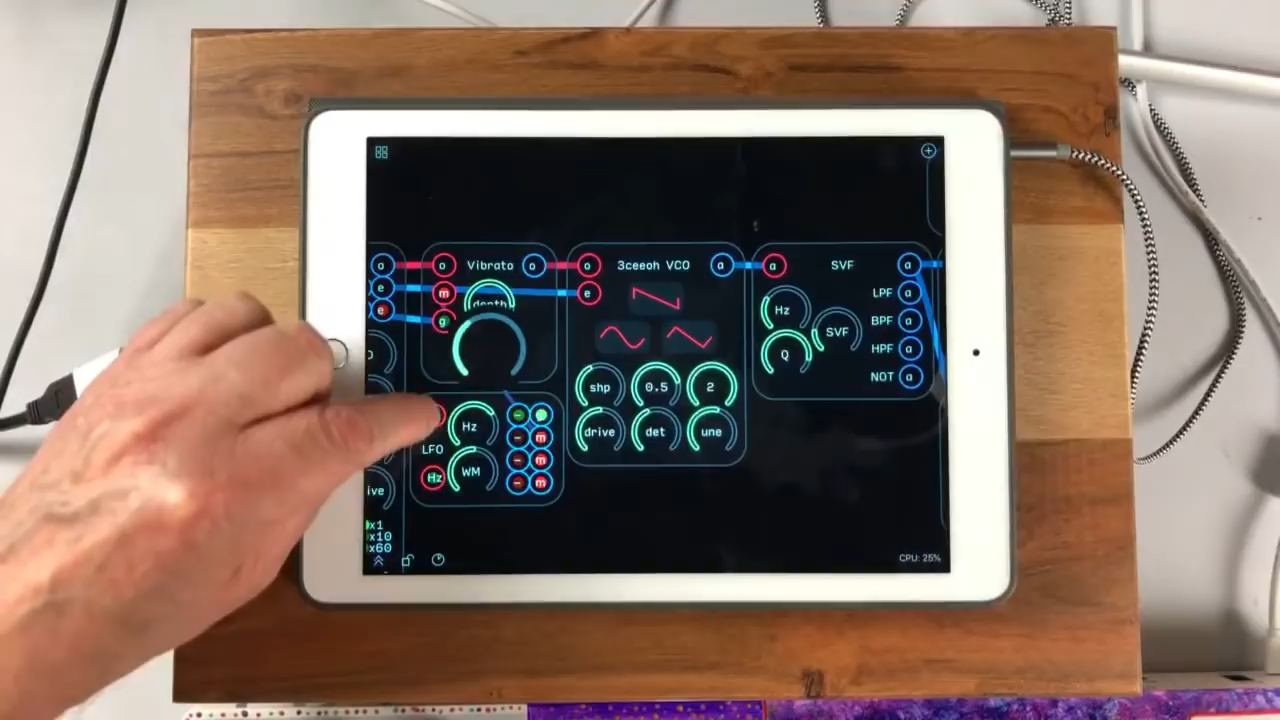 o o Vibrato o o 3ceeoh VCO a a SVF a
e m e LPF a
depth Hz
e g BPF a
SVF
Q HPF a
NOT a
shp 0.5 2
Hz
LFO drive det une
- m
WM - m
Hz - m
ive
x1
x10
x60
CPU: 25%